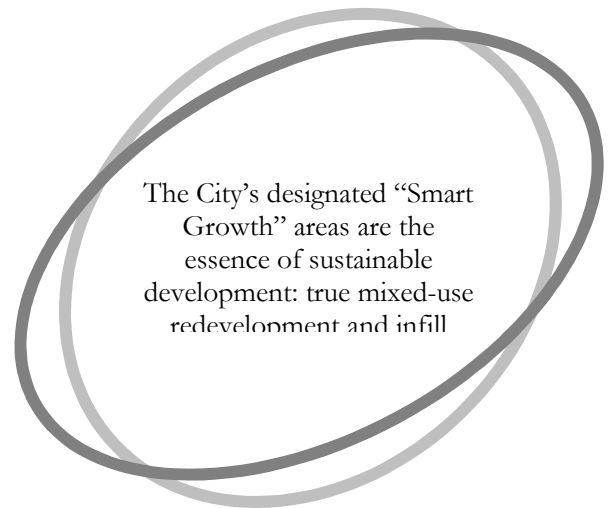 The City’s designated “Smart
Growth” areas are the
essence of sustainable
development: true mixed-use
redevelopment and infill